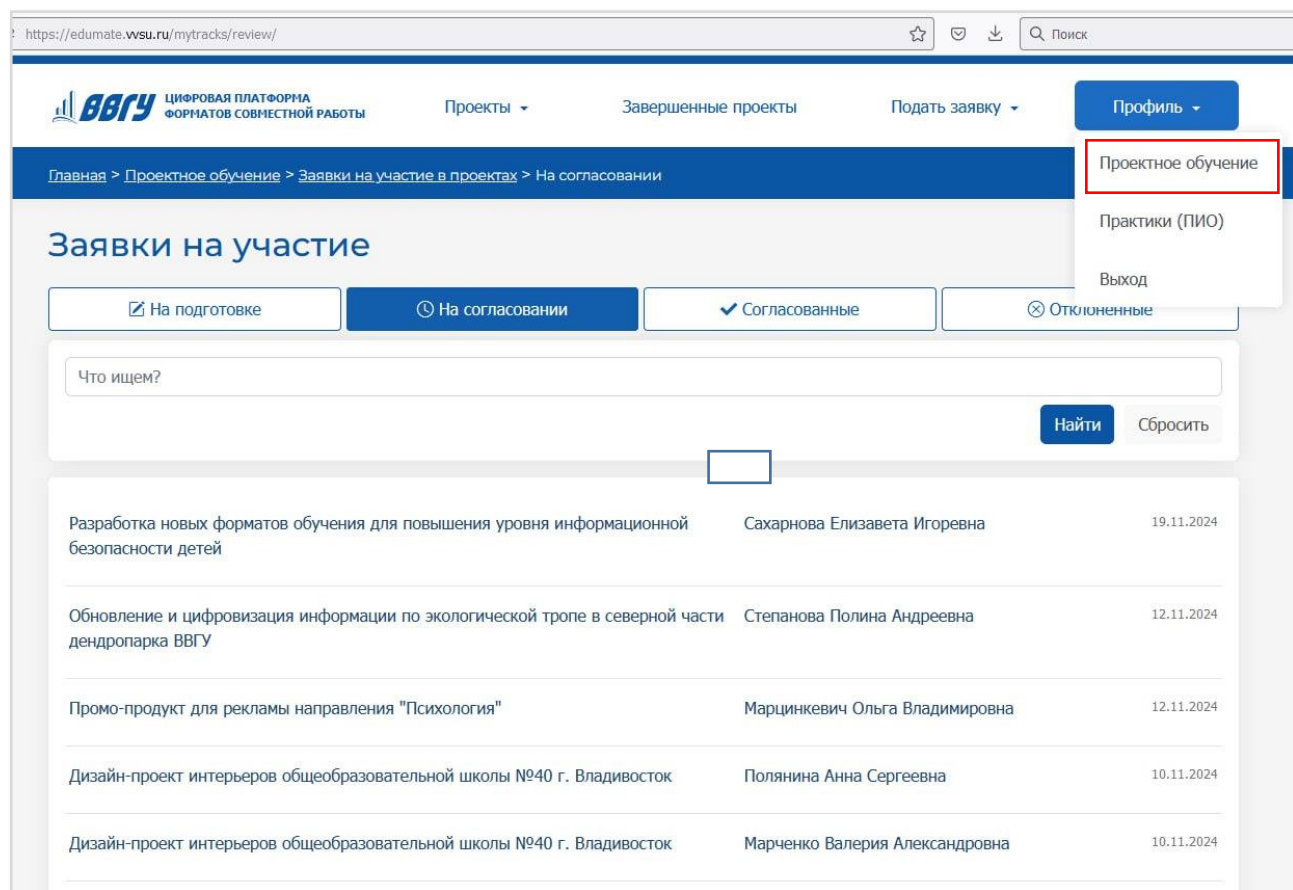 https://edumate.vvsu.ru/mytracks/review/
Поиск
ВВГУ
ЦИФРОВАЯ ПЛАТФОРМА
ФОРМАТОВ СОВМЕСТНОЙ РАБОТЫ
Проекты
Завершенные проекты
Подать заявку
Профиль
Главная > Проектное обучение > Заявки на участие в проектах > На согласовании
Проектное обучение
Практики (ПИО)
Выход
Заявки на участие
На подготовке
На согласовании
Согласованные
Отклоненные
Что ищем?
Найти
Сбросить
Разработка новых форматов обучения для повышения уровня информационной
безопасности детей
Сахарнова Елизавета Игоревна
19.11.2024
Обновление и цифровизация информации по экологической тропе в северной части
дендропарка ВВГУ
Степанова Полина Андреевна
12.11.2024
Промо-продукт для рекламы направления "Психология"
Марцинкевич Ольга Владимировна
12.11.2024
Дизайн-проект интерьеров общеобразовательной школы №40 г. Владивосток
Полянина Анна Сергеевна
10.11.2024
Дизайн-проект интерьеров общеобразовательной школы №40 г. Владивосток
Марченко Валерия Александровна
10.11.2024